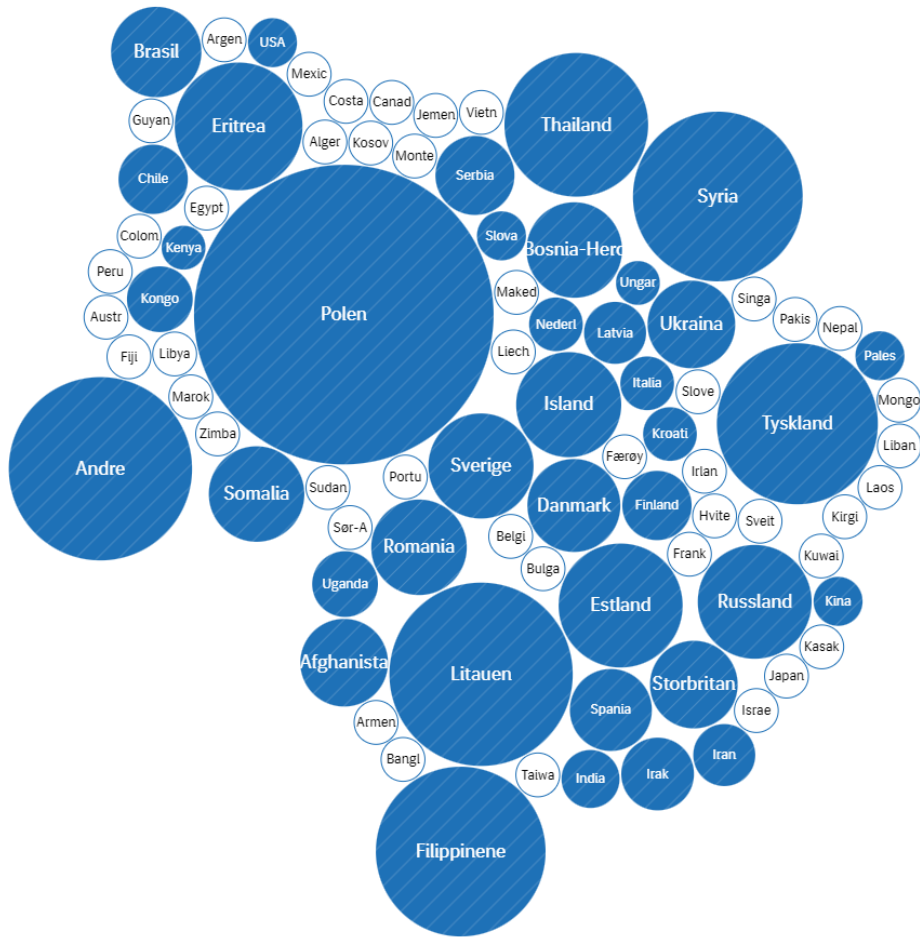 Argen
USA
Brasil
Mexic
Costa
Canad
Jemen
Vietn
Guyan
Eritrea
Thailand
Alger
Kosov
Monte
Serbia
Chile
Syria
Egypt
Colom
Kenya
Slova
Bosnia-Herc
Peru
Kongo
Ungar
Maked
Singa
Austr
Polen
Nederl
Latvia
Ukraina
Pakis
Nepal
Fiji
Libya
Liech
Pales
Marok
Island
Italia
Slove
Mongo
Zimba
Tyskland
Kroati
Liban
Andre
Sverige
Færøy
Irlan
Portu
Somalia
Sudan
Laos
Danmark
Finland
Hvite
Sveit
Kirgi
Sør-A
Belgi
Romania
Frank
Kuwai
Bulga
Uganda
Estland
Russland
Kina
Kasak
Afghanista
Litauen
Storbritan
Japan
Spania
Israe
Armen
Bangl
Iran
Taiwa
India
Irak
Filippinene